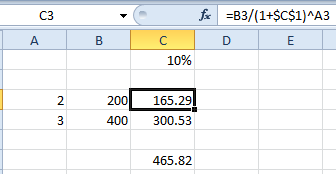 C3 fx =B3/(1+$C$1)^A3
A B C D E
10%
2 200 165.29
3 400 300.53
465.82